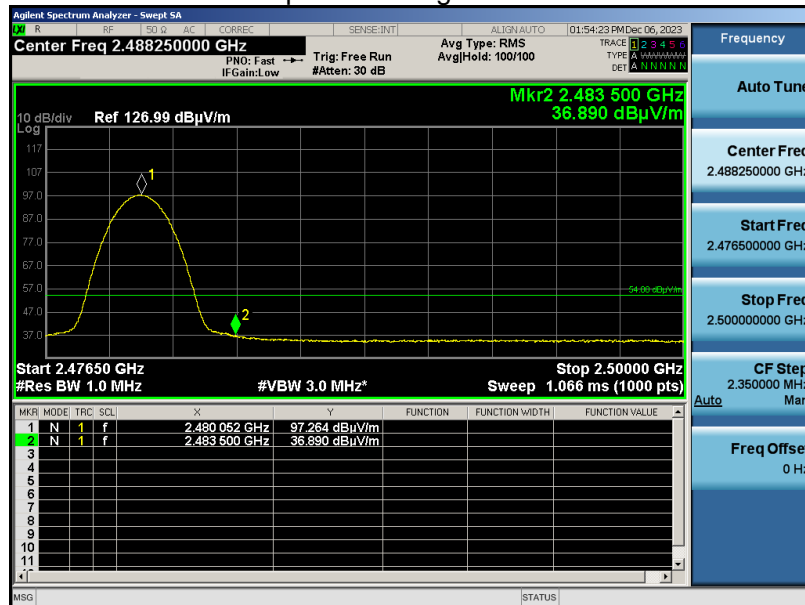 Agilent Spectrum Analyzer - Swept SA
R RF 50 Ω AC CORREC SENSE:INT ALIGN AUTO 01:54:23 PM Dec 06, 2023
Center Freq 2.488250000 GHz
PNO: Fast
IFGain:Low
Trig: Free Run
#Atten: 30 dB
Avg Type: RMS
Avg|Hold: 100/100
TRACE 1 2 3 4 5 6
TYPE A WWWWW
DET A N N N N N
Mkr2 2.483 500 GHz
36.890 dBµV/m
10 dB/div
Log
Ref 126.99 dBµV/m
117
107
97.0
87.0
77.0
67.0
57.0
47.0
37.0
1
2
54.00 dBµV/m
Start 2.47650 GHz Stop 2.50000 GHz
#Res BW 1.0 MHz #VBW 3.0 MHz* Sweep 1.066 ms (1000 pts)
MKR MODE TRC SCL X Y FUNCTION FUNCTION WIDTH FUNCTION VALUE
1 N 1 f 2.480 052 GHz 97.264 dBµV/m
2 N 1 f 2.483 500 GHz 36.890 dBµV/m
3
4
5
6
7
8
9
10
11
MSG STATUS
Frequency
Auto Tune
Center Freq
2.488250000 GHz
Start Freq
2.476500000 GHz
Stop Freq
2.500000000 GHz
CF Step
2.350000 MHz
Auto Man
Freq Offset
0 Hz